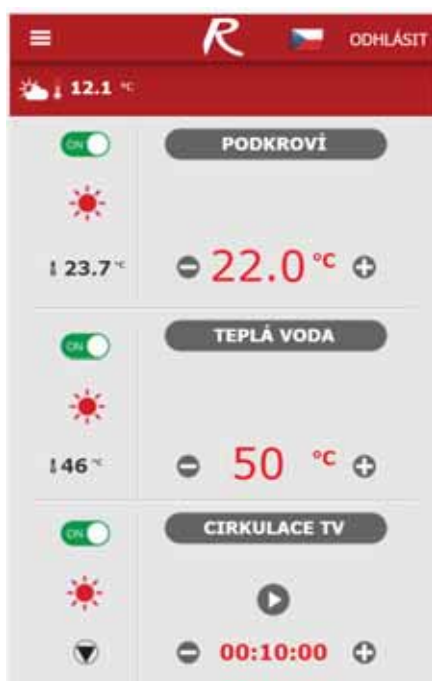 R ODHLÁSIT
12.1 °C
ON PODKROVÍ
23.7 °C 22.0 °C
ON TEPLÁ VODA
46 °C 50 °C
ON CIRKULACE TV
00:10:00